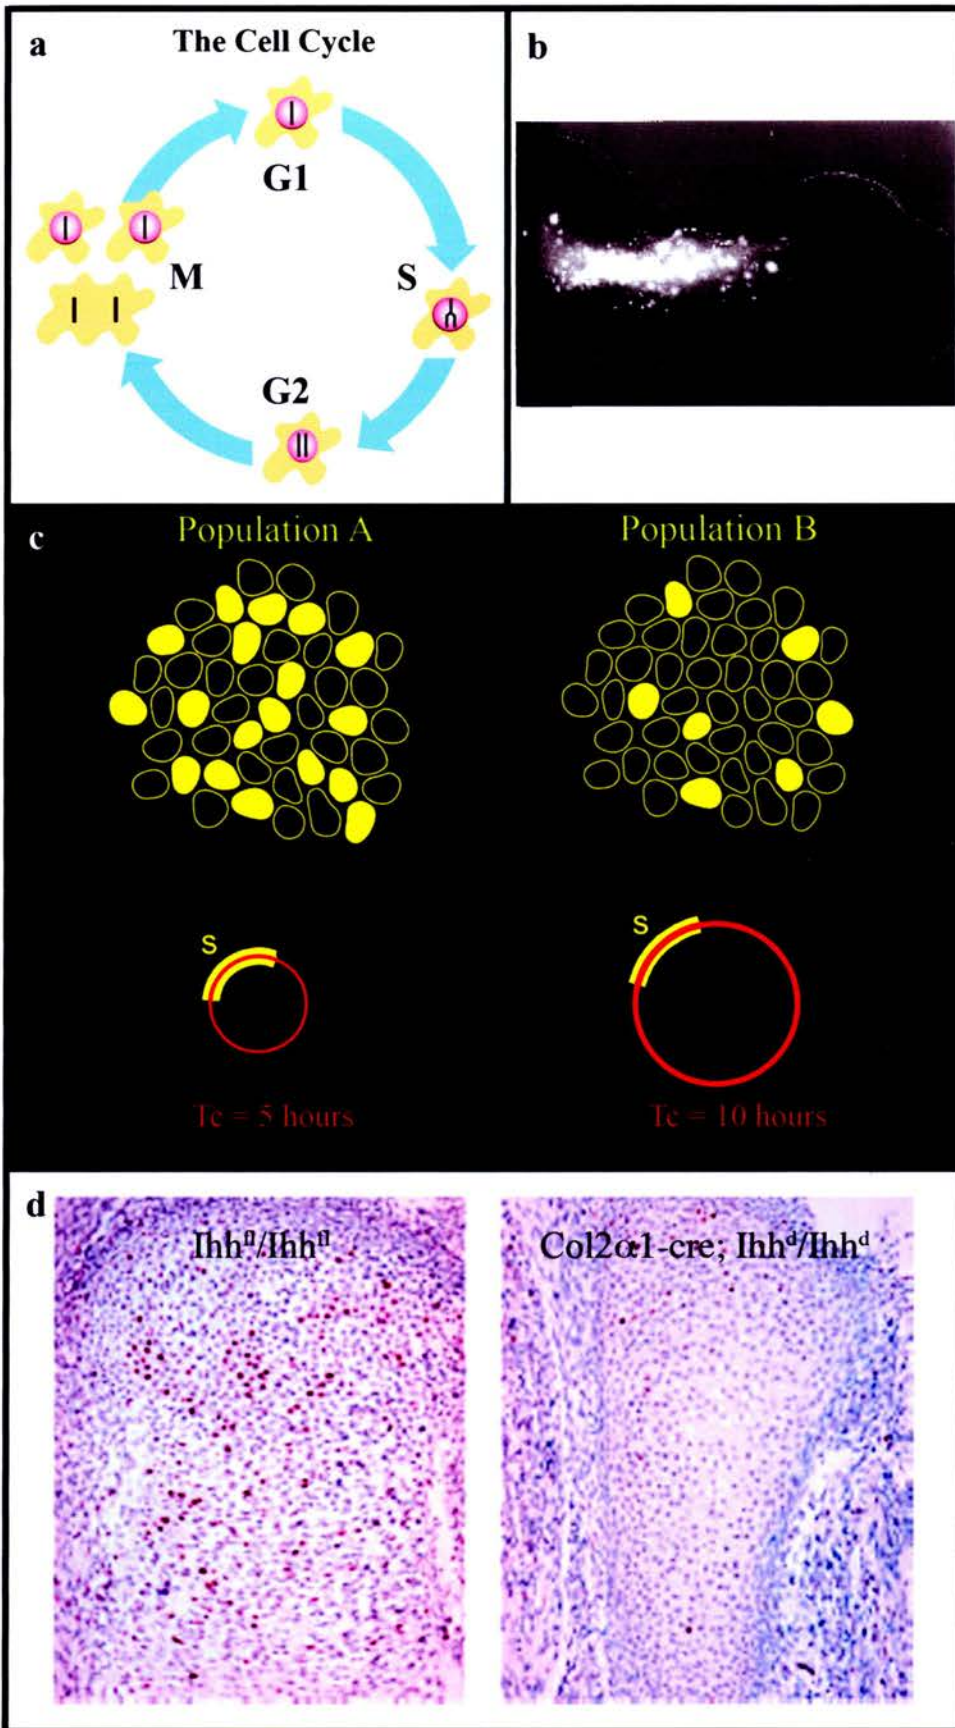 a
The Cell Cycle
G1
M
S
G2
b
c
Population A
Population B
S
S
Tc = 5 hours
Tc = 10 hours
d
Ihhᶠˡ/Ihhᶠˡ
Col2α1-cre; Ihhᵈ/Ihhᵈ